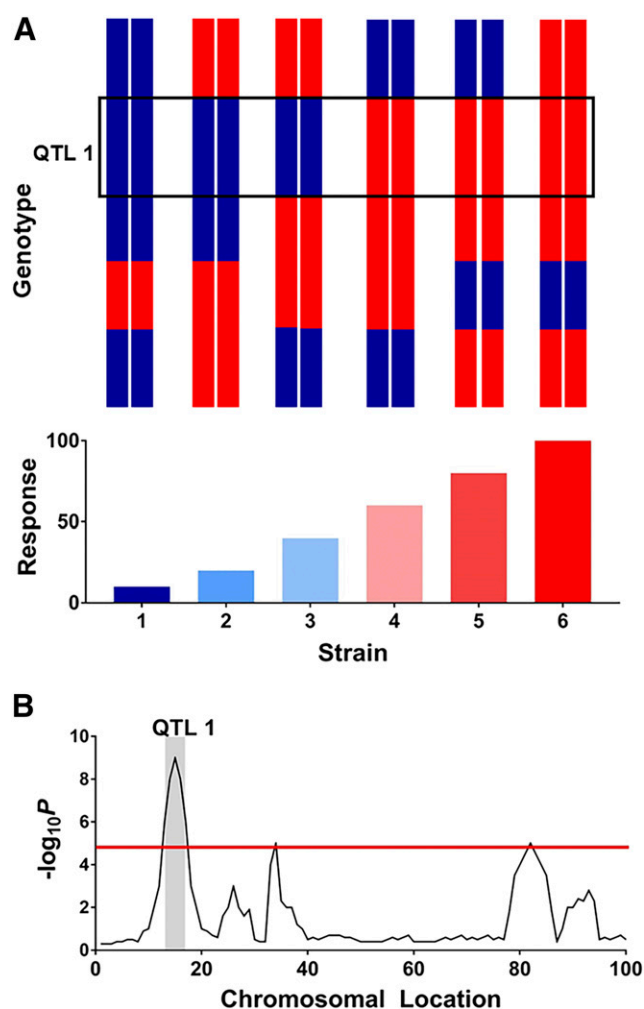 A
QTL 1
Genotype
Response
100
50
0
1 2 3 4 5 6
Strain
B
QTL 1
-log10P
10
8
6
4
2
0
0 20 40 60 80 100
Chromosomal Location